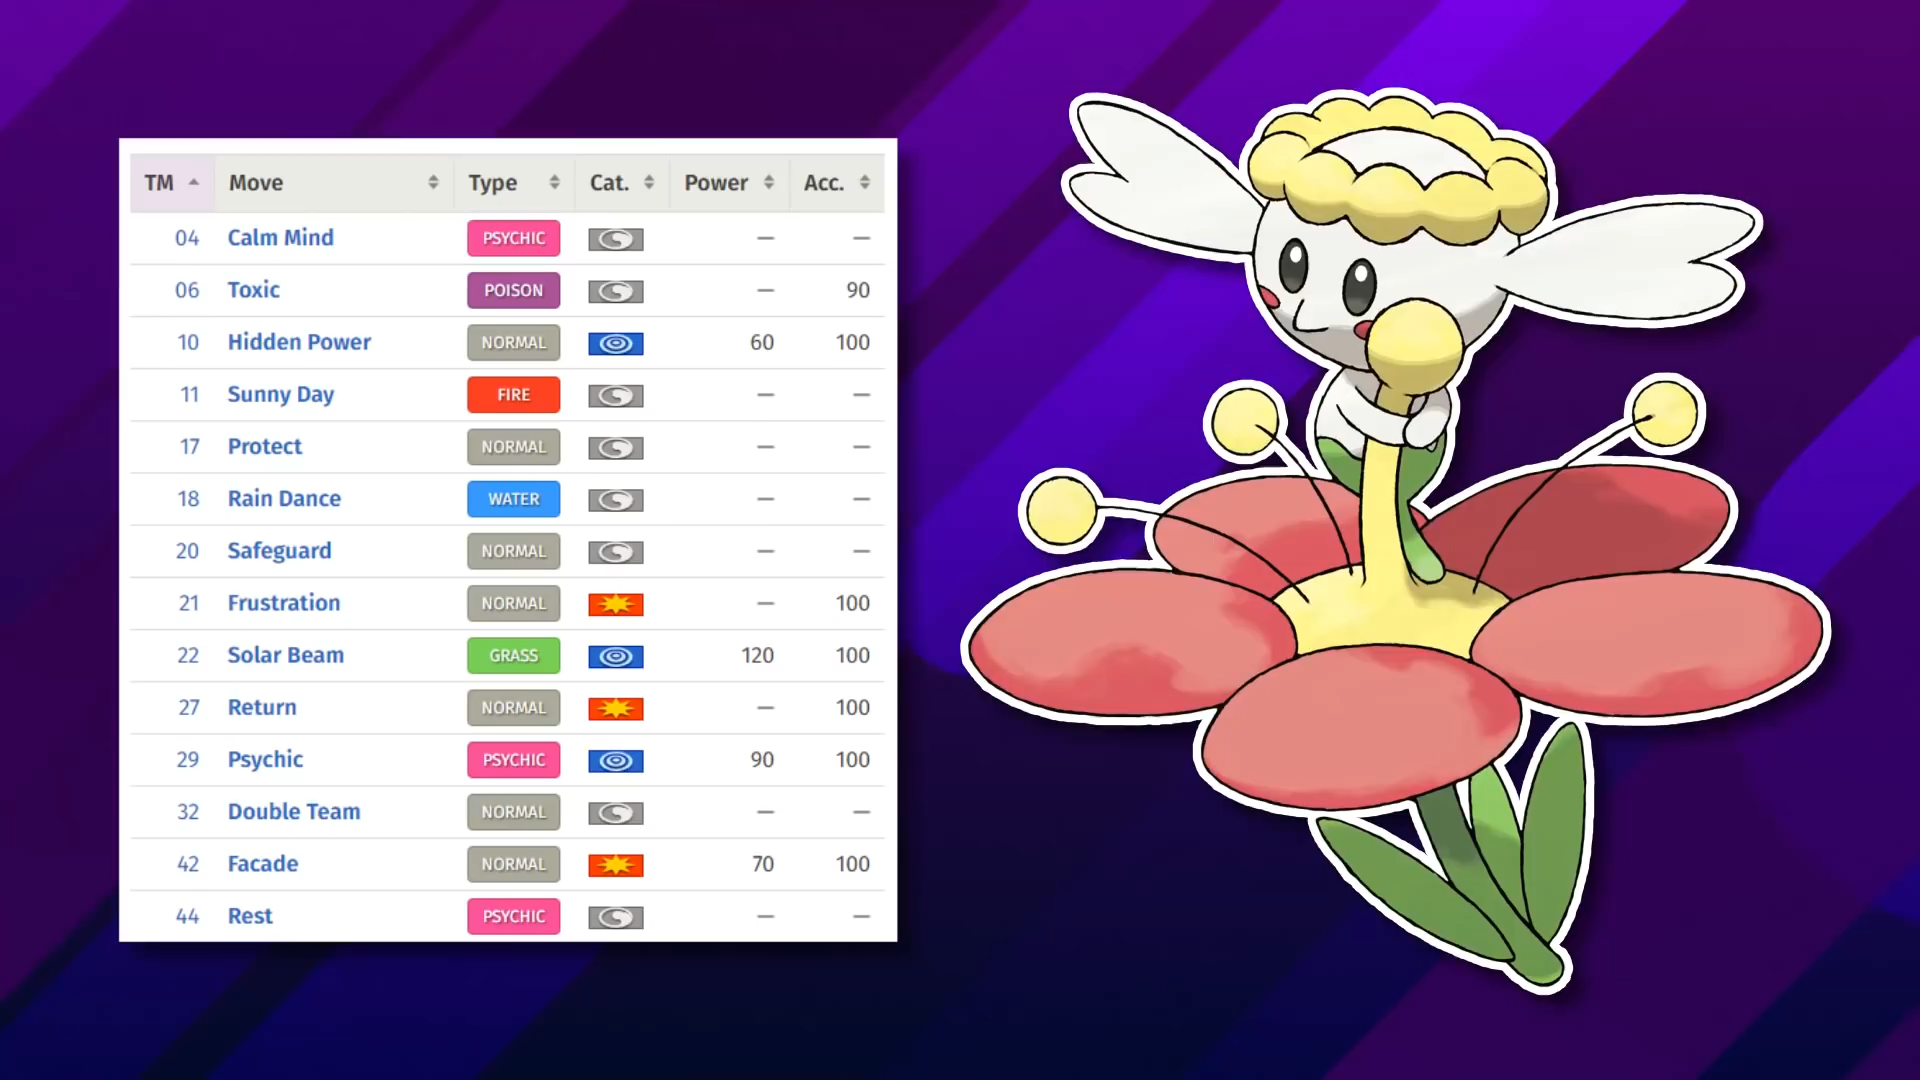 TM Move Type Cat. Power Acc.
04 Calm Mind PSYCHIC — —
06 Toxic POISON — 90
10 Hidden Power NORMAL 60 100
11 Sunny Day FIRE — —
17 Protect NORMAL — —
18 Rain Dance WATER — —
20 Safeguard NORMAL — —
21 Frustration NORMAL — 100
22 Solar Beam GRASS 120 100
27 Return NORMAL — 100
29 Psychic PSYCHIC 90 100
32 Double Team NORMAL — —
42 Facade NORMAL 70 100
44 Rest PSYCHIC — —